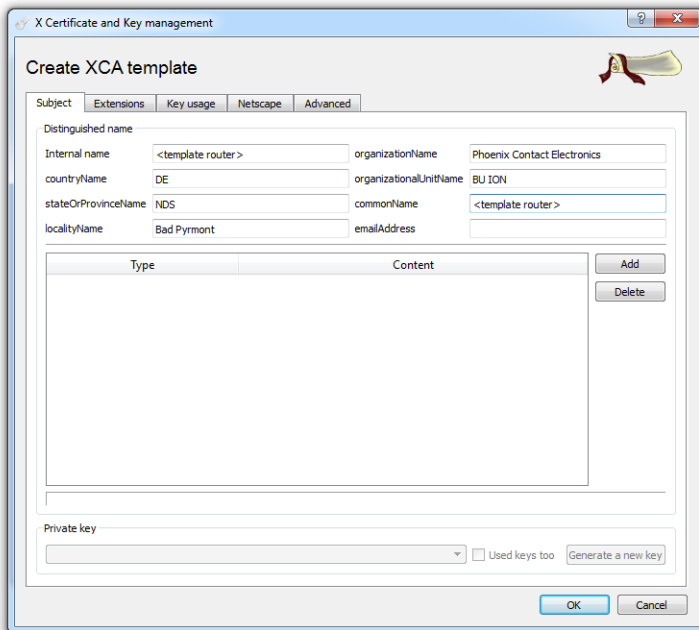 X Certificate and Key management
Create XCA template
Subject Extensions Key usage Netscape Advanced
Distinguished name
Internal name <template router> organizationName Phoenix Contact Electronics
countryName DE organizationalUnitName BU ION
stateOrProvinceName NDS commonName <template router>
localityName Bad Pyrmont emailAddress
Type Content Add
Delete
Private key
Used keys too Generate a new key
OK Cancel